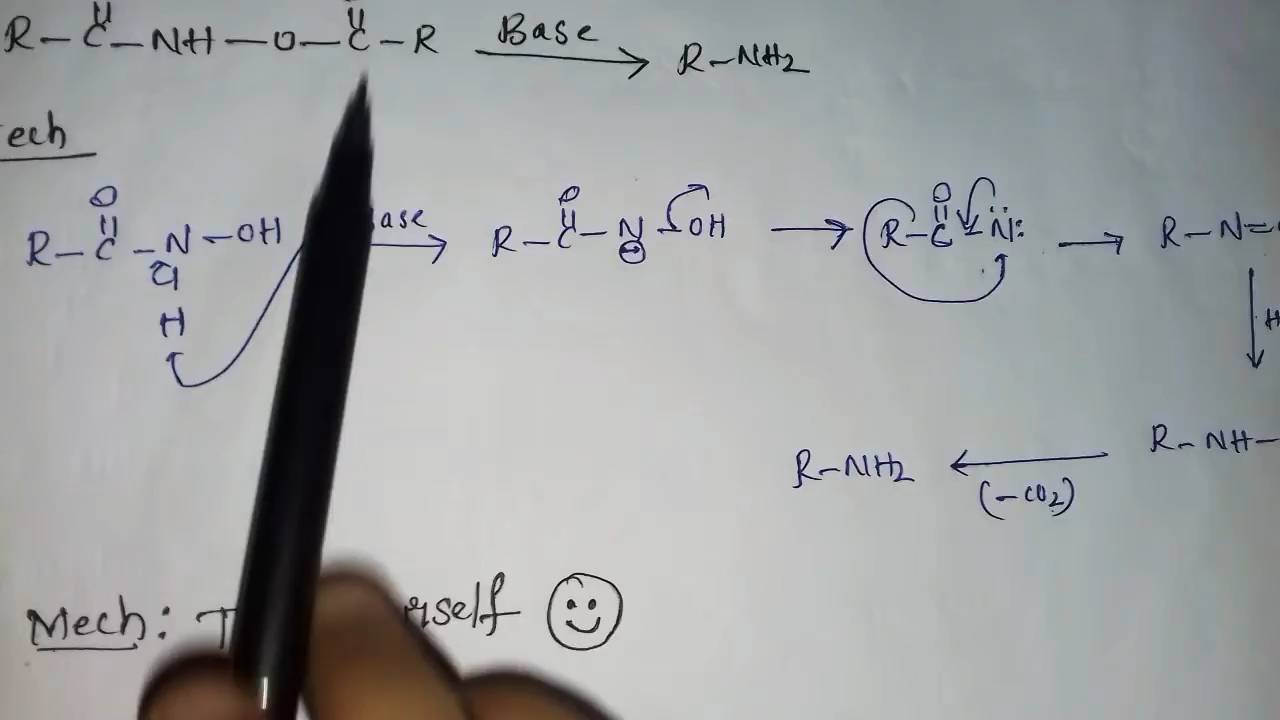 R-C-NH-O-C-R Base → R-NH2
ech
O O O
R-C-N-OH ase → R-C-N-OH → R-C-N: → R-N=
H
H
R-NH2 ← R-NH-
(-CO2)
Mech: T rself